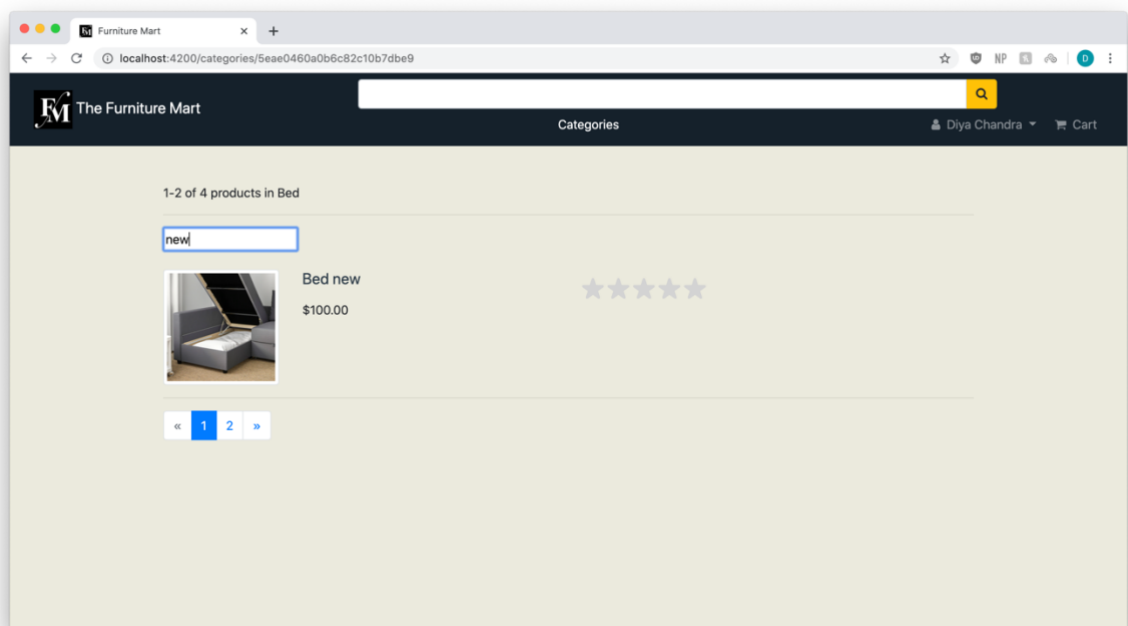 Furniture Mart
localhost:4200/categories/5eae0460a0b6c82c10b7dbe9
NP
D
FM The Furniture Mart
Categories
Diya Chandra
Cart
1-2 of 4 products in Bed
new
Bed new
$100.00
« 1 2 »